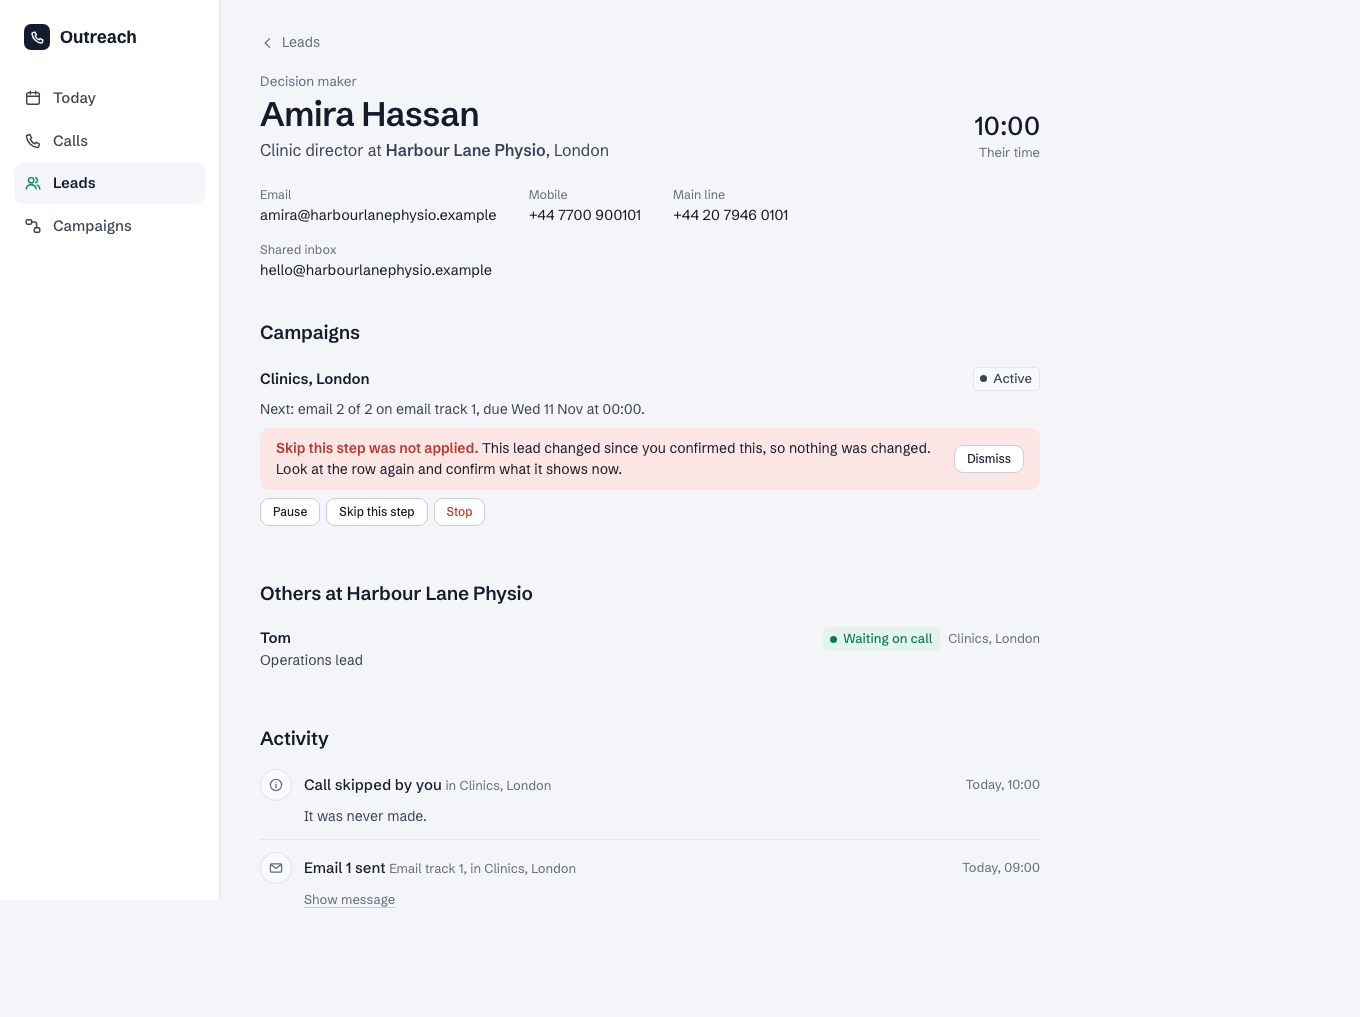 Outreach
Today
Calls
Leads
Campaigns
Leads
Decision maker
Amira Hassan
Clinic director at Harbour Lane Physio, London
10:00
Their time
Email
amira@harbourlanephysio.example
Mobile
+44 7700 900101
Main line
+44 20 7946 0101
Shared inbox
hello@harbourlanephysio.example
Campaigns
Clinics, London
Active
Next: email 2 of 2 on email track 1, due Wed 11 Nov at 00:00.
Skip this step was not applied. This lead changed since you confirmed this, so nothing was changed.
Look at the row again and confirm what it shows now.
Dismiss
Pause
Skip this step
Stop
Others at Harbour Lane Physio
Tom
Waiting on call
Clinics, London
Operations lead
Activity
Call skipped by you in Clinics, London
Today, 10:00
It was never made.
Email 1 sent Email track 1, in Clinics, London
Today, 09:00
Show message